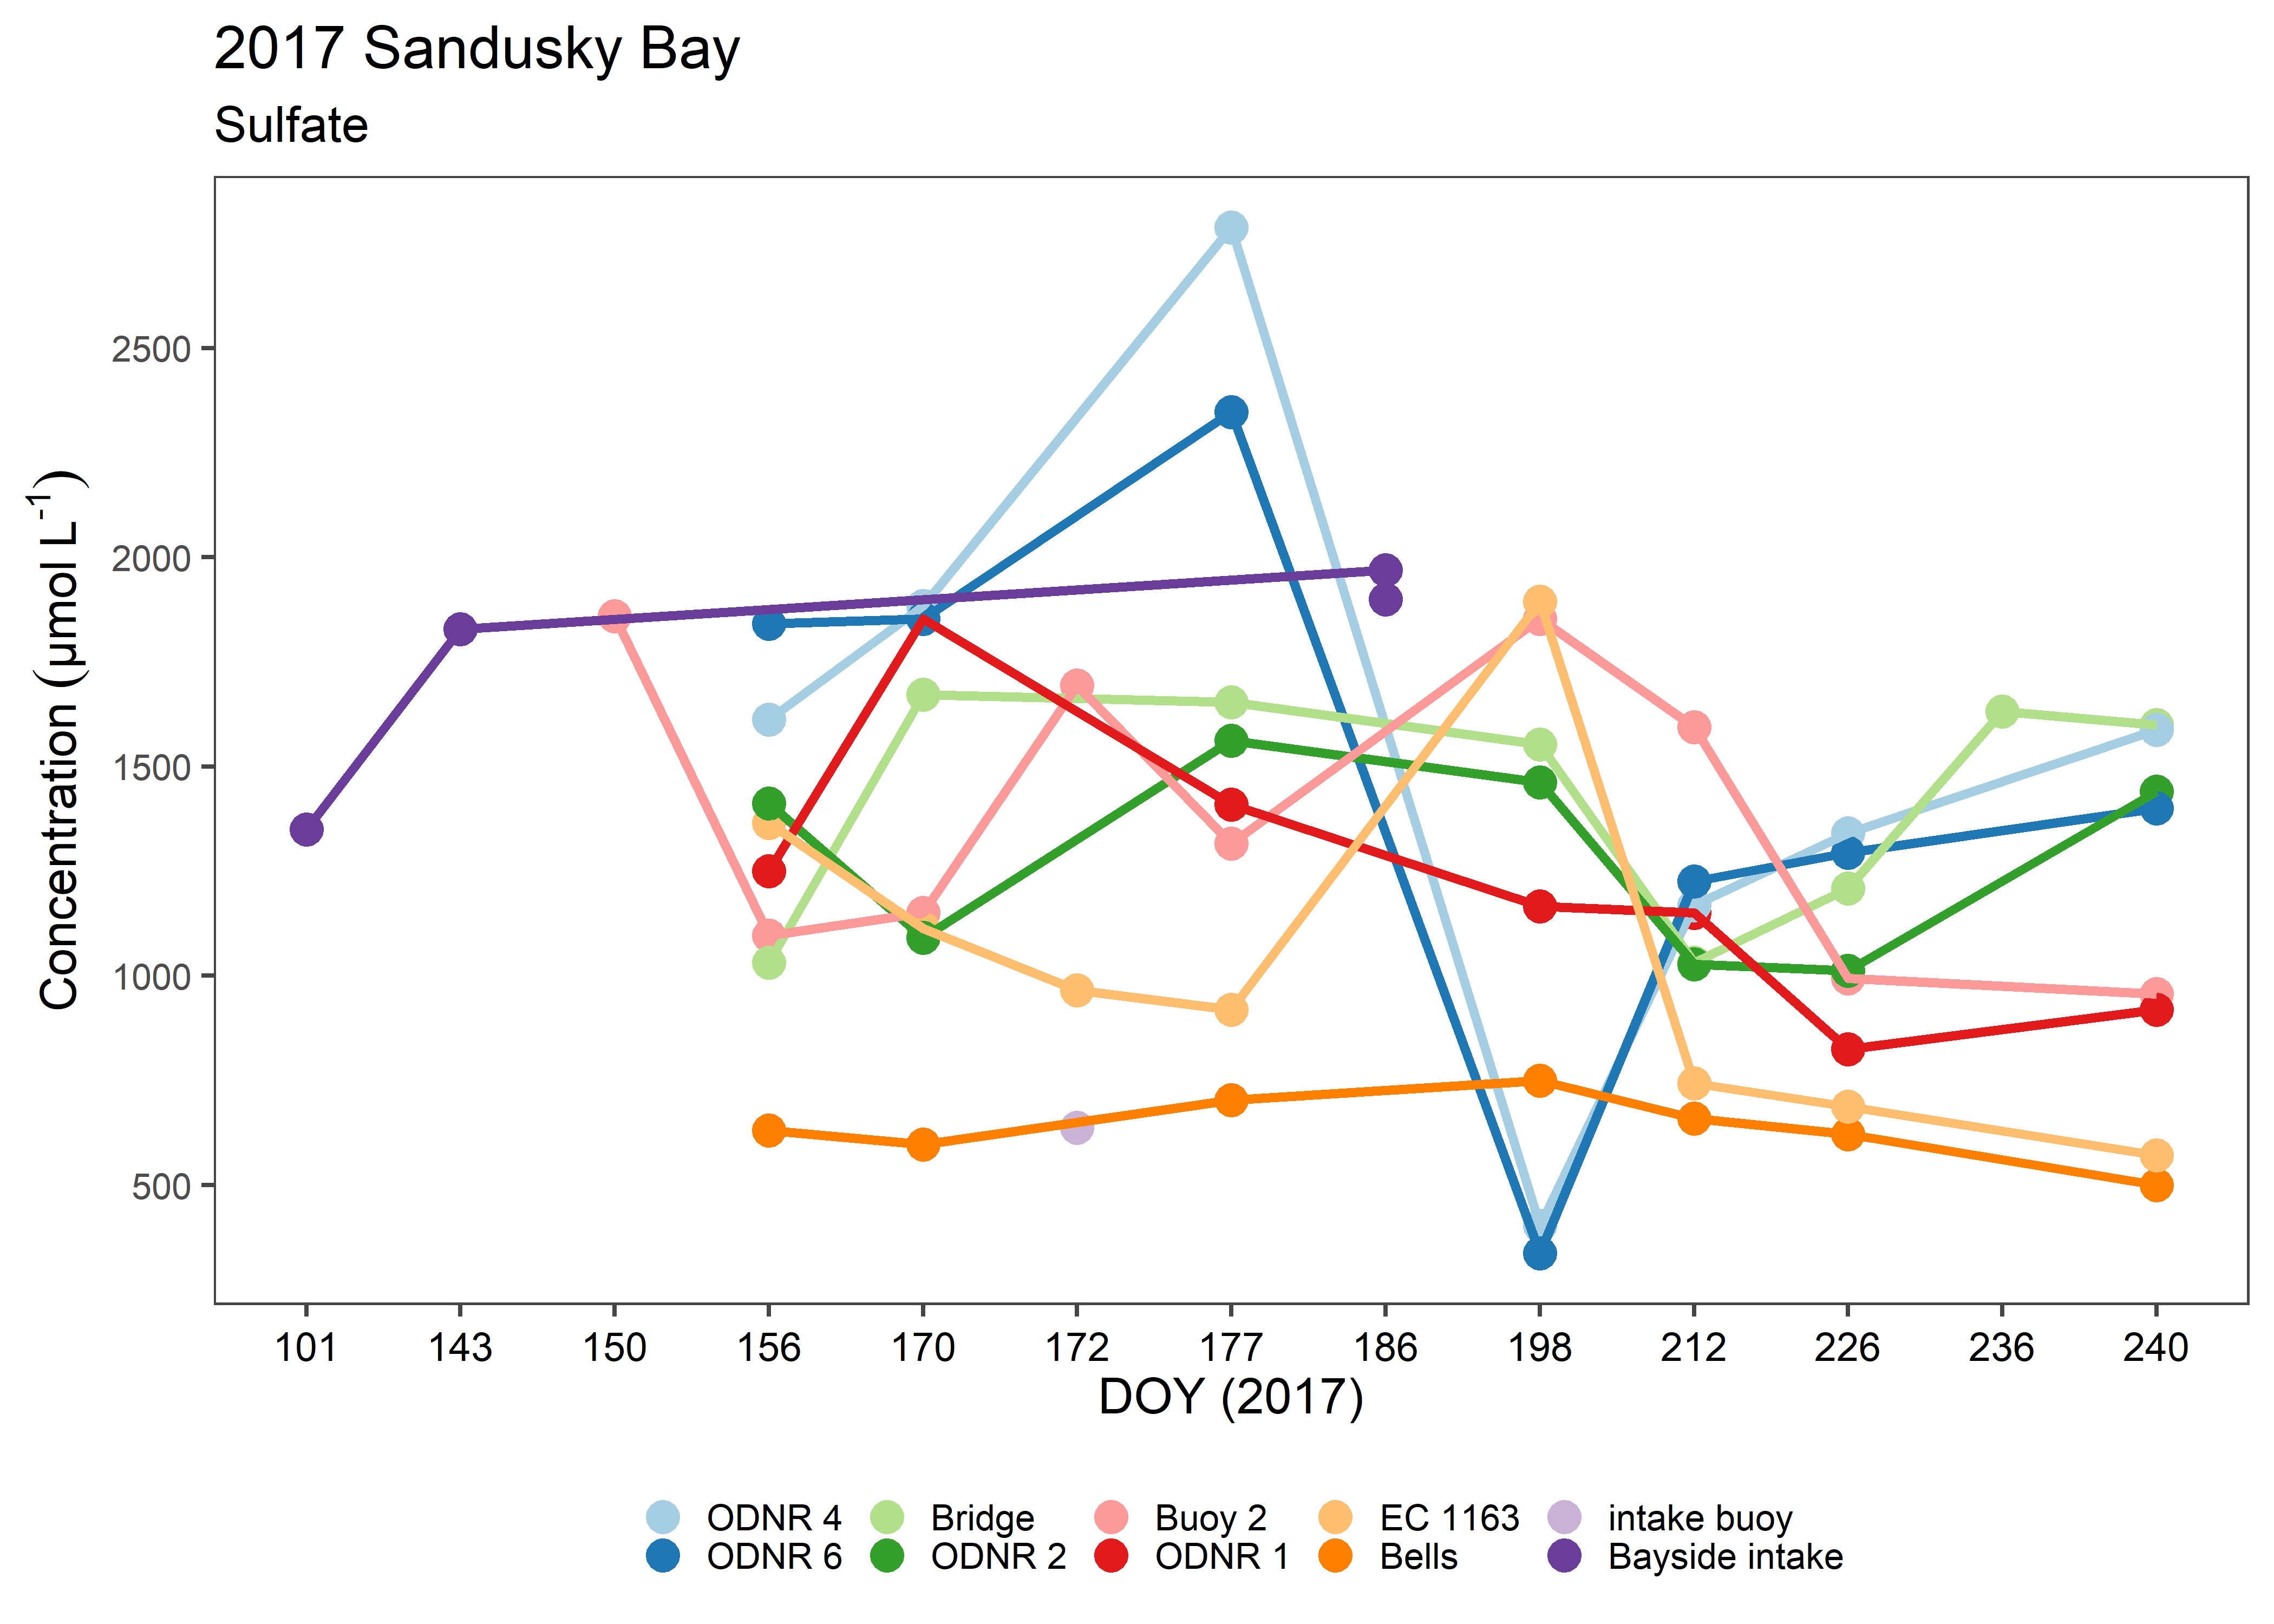 2017 Sandusky Bay
Sulfate
Concentration (µmol L⁻¹)
2500
2000
1500
1000
500
101 143 150 156 170 172 177 186 198 212 226 236 240
DOY (2017)
ODNR 4 Bridge Buoy 2 EC 1163 intake buoy
ODNR 6 ODNR 2 ODNR 1 Bells Bayside intake